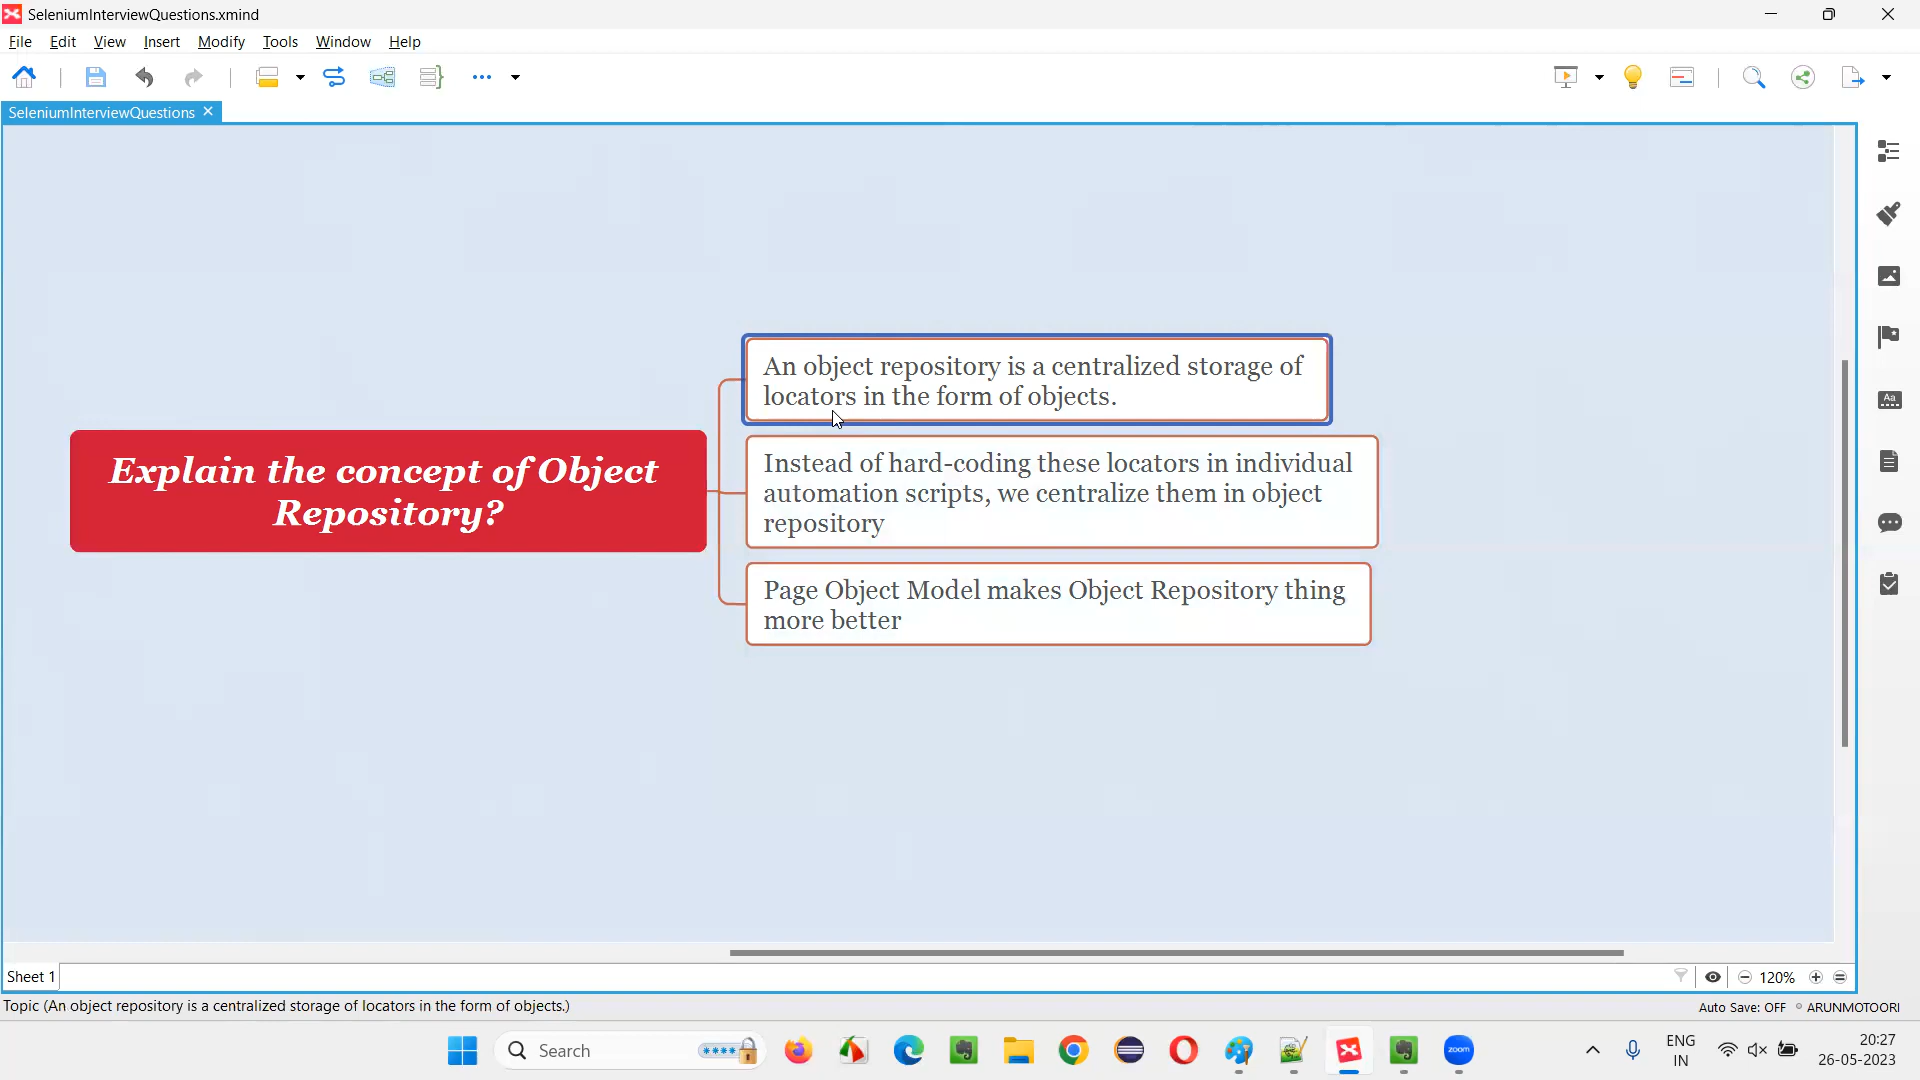 SeleniumInterviewQuestions.xmind
File Edit View Insert Modify Tools Window Help
SeleniumInterviewQuestions
Explain the concept of Object
Repository?
An object repository is a centralized storage of
locators in the form of objects.
Instead of hard-coding these locators in individual
automation scripts, we centralize them in object
repository
Page Object Model makes Object Repository thing
more better
Aa
Sheet 1
120%
Topic (An object repository is a centralized storage of locators in the form of objects.)
Auto Save: OFF
ARUNMOTOORI
Search
zoom
ENG
IN
20:27
26-05-2023